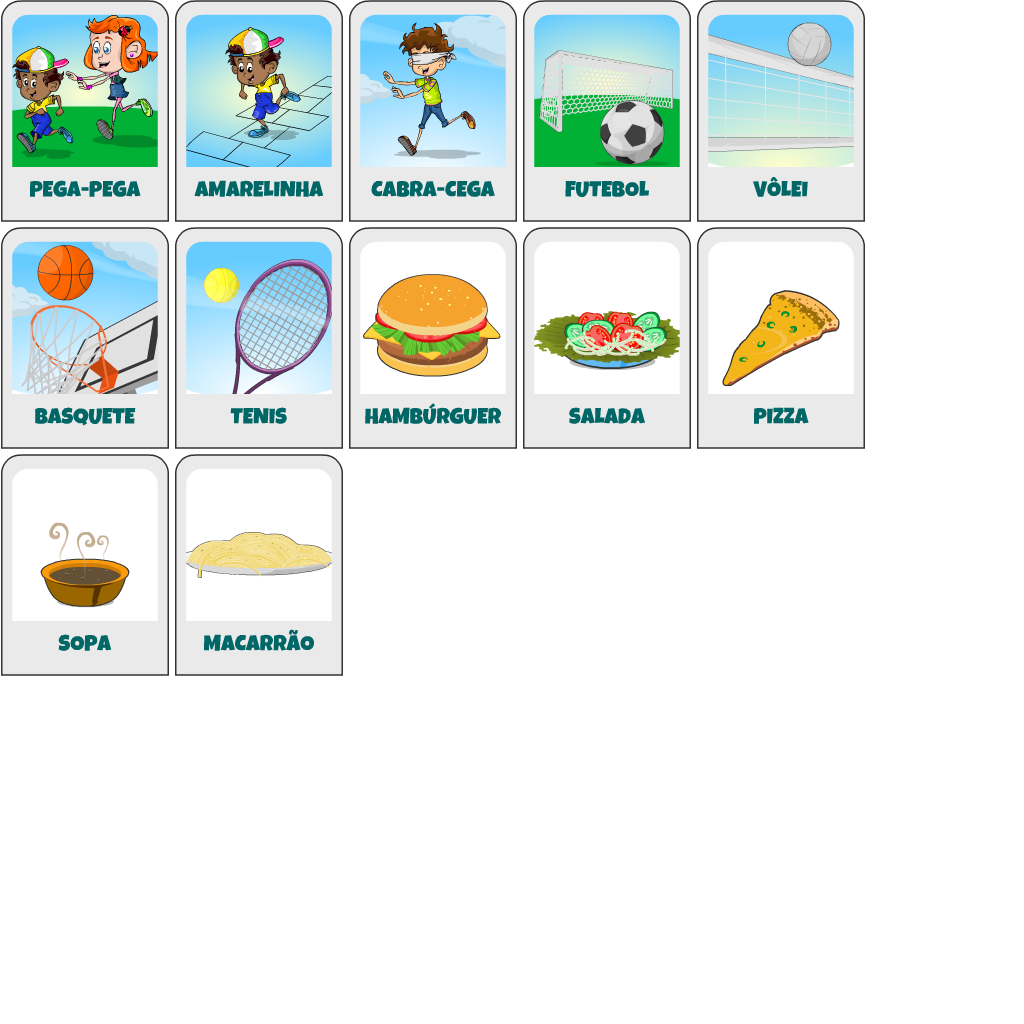 PEGA-PEGA
AMARELINHA
CABRA-CEGA
FUTEBOL
VÔLEI
BASQUETE
TENIS
HAMBÚRGUER
SALADA
PIZZA
SOPA
MACARRÃO